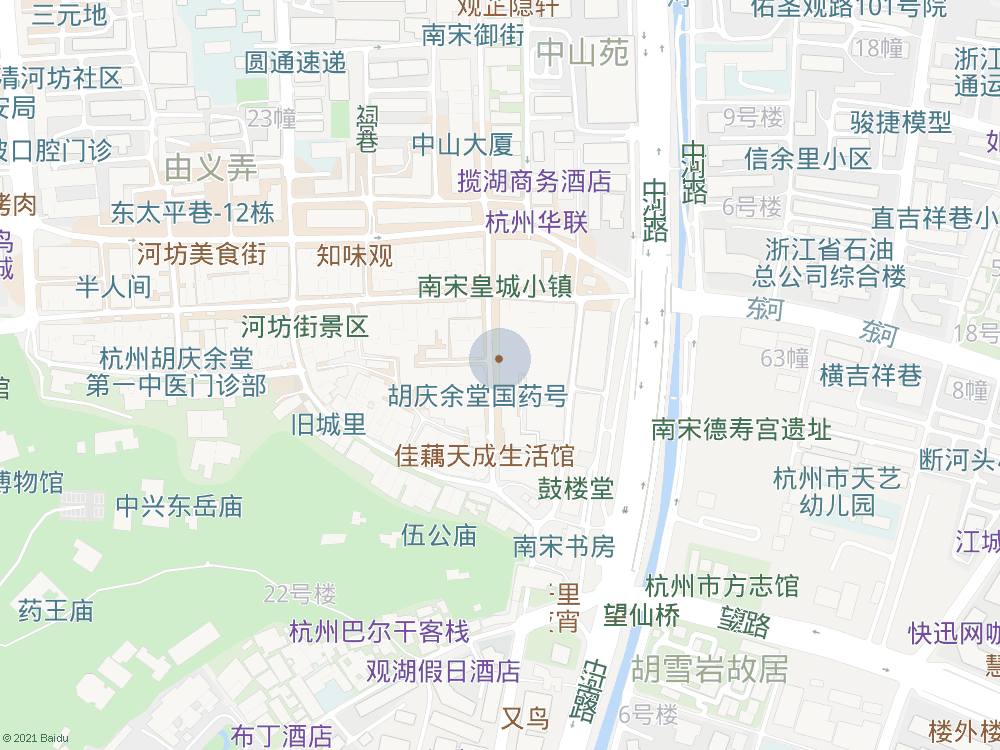 三元地
观止隐轩
佑圣观路101号院
南宋御街
中山苑
18幢
圆通速递
清河坊社区
浙江
通运
安局
祠堂巷
23幢
9号楼
骏捷模型
中山大厦
口腔门诊
由义弄
中河中路
信余里小区
揽湖商务酒店
烤肉
东太平巷-12栋
中河中路
6号楼
直吉祥巷小
杭州华联
河坊美食街
知味观
浙江省石油
总公司综合楼
城
半人间
南宋皇城小镇
东河
河坊街景区
东河
18号
杭州胡庆余堂
第一中医门诊部
63幢
横吉祥巷
馆
胡庆余堂国药号
8幢
旧城里
南宋德寿宫遗址
佳藕天成生活馆
断河头
博物馆
杭州市天艺
幼儿园
鼓楼堂
中兴东岳庙
伍公庙
南宋书房
江城
22号楼
里
宵
杭州市方志馆
药王庙
望仙桥
望江路
杭州巴尔干客栈
快迅网咖
观湖假日酒店
胡雪岩故居
慧
中河南路
又鸟
6号楼
布丁酒店
楼外楼
© 2021 Baidu